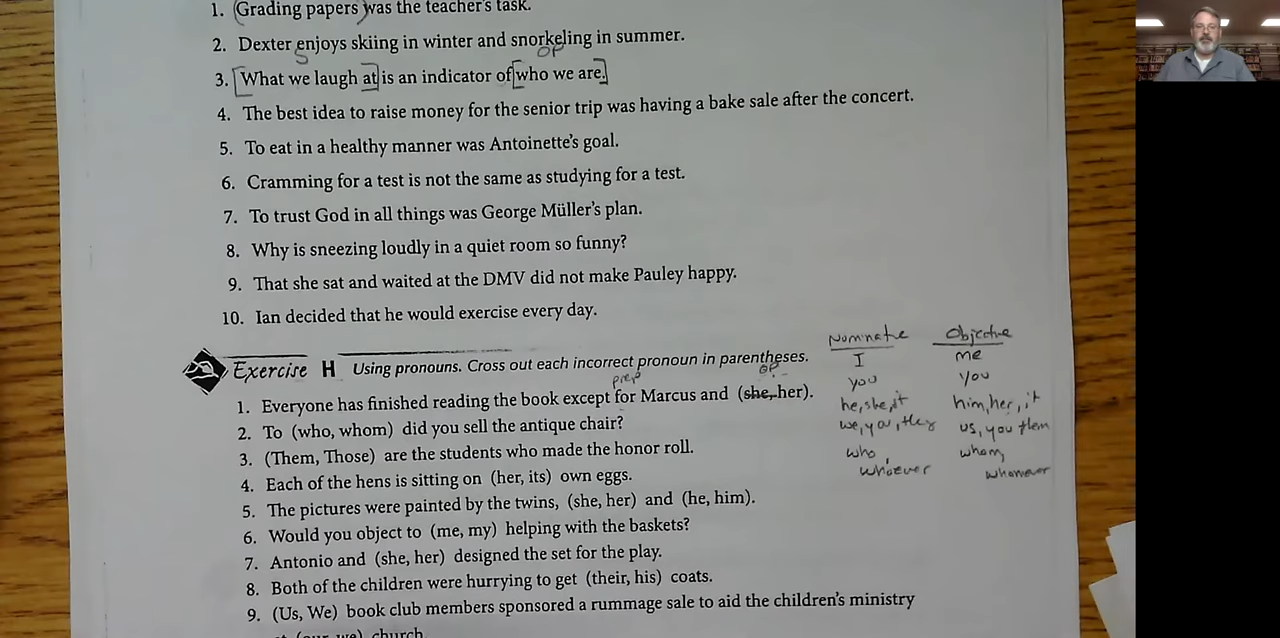 1. Grading papers was the teacher's task.
2. Dexter enjoys skiing in winter and snorkeling in summer.
S OP
3. [What we laugh at] is an indicator of [who we are.]
4. The best idea to raise money for the senior trip was having a bake sale after the concert.
5. To eat in a healthy manner was Antoinette's goal.
6. Cramming for a test is not the same as studying for a test.
7. To trust God in all things was George Müller's plan.
8. Why is sneezing loudly in a quiet room so funny?
9. That she sat and waited at the DMV did not make Pauley happy.
10. Ian decided that he would exercise every day.
Nominative Objective
Exercise H Using pronouns. Cross out each incorrect pronoun in parentheses. I me
prep OP you you
1. Everyone has finished reading the book except for Marcus and (she, her). he, she, it him, her, it
2. To (who, whom) did you sell the antique chair? we, you, they us, you them
3. (Them, Those) are the students who made the honor roll. who, whom,
4. Each of the hens is sitting on (her, its) own eggs. whoever whomever
5. The pictures were painted by the twins, (she, her) and (he, him).
6. Would you object to (me, my) helping with the baskets?
7. Antonio and (she, her) designed the set for the play.
8. Both of the children were hurrying to get (their, his) coats.
9. (Us, We) book club members sponsored a rummage sale to aid the children's ministry
(our, we) church